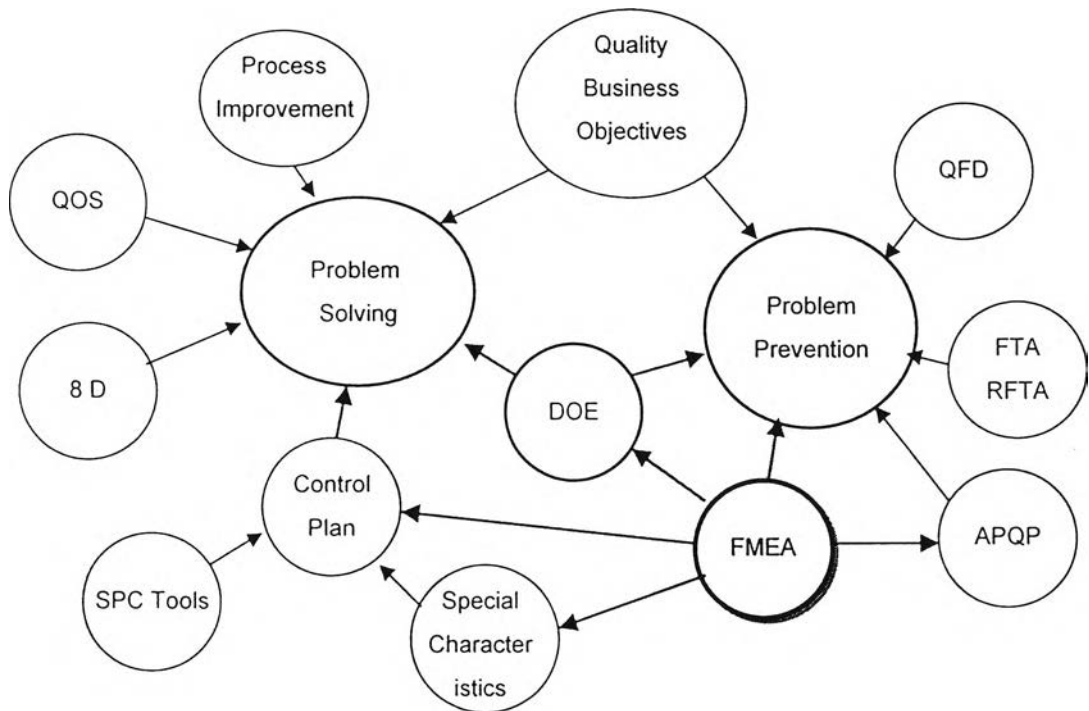 Process
Improvement
Quality
Business
Objectives
QOS
QFD
Problem
Solving
Problem
Prevention
FTA
RFTA
8 D
DOE
Control
Plan
FMEA
APQP
SPC Tools
Special
Character
istics